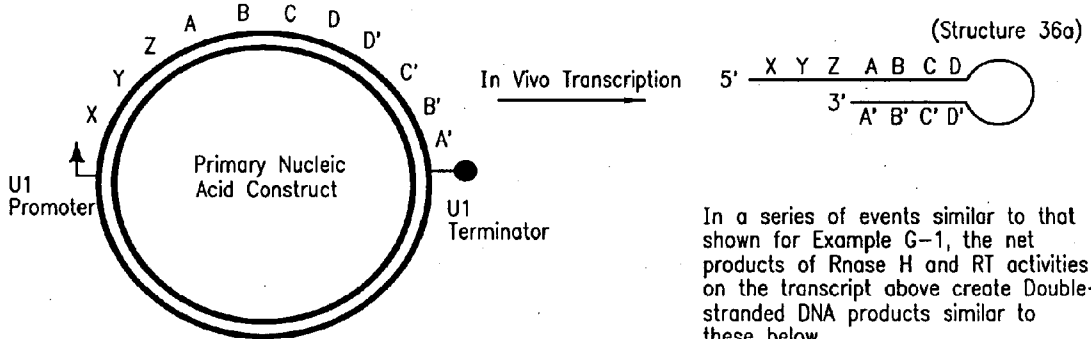 X
Y
Z
A
B
C
D
D'
C'
B'
A'
U1
Promoter
Primary Nucleic
Acid Construct
U1
Terminator
In Vivo Transcription
(Structure 36a)
5' X Y Z A B C D
3'
A' B' C' D'
In a series of events similar to that
shown for Example G-1, the net
products of Rnase H and RT activities
on the transcript above create Double-
stranded DNA products similar to
these below